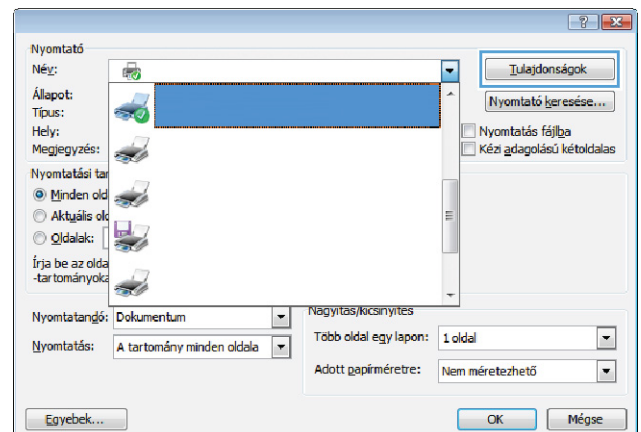 Nyomtató
Név:
Tulajdonságok
Állapot:
Nyomtató keresése...
Típus:
Hely:
Nyomtatás fájlba
Megjegyzés:
Kézi adagolású kétoldalas
Nyomtatási tar
Minden old
Aktuális old
Oldalak:
Írja be az olda
-tartományoka
Nyomtatandó: Dokumentum
Nagyítás/kicsinyítés
Több oldal egy lapon: 1 oldal
Nyomtatás: A tartomány minden oldala
Adott papírméretre: Nem méretezhető
Egyebek...
OK
Mégse